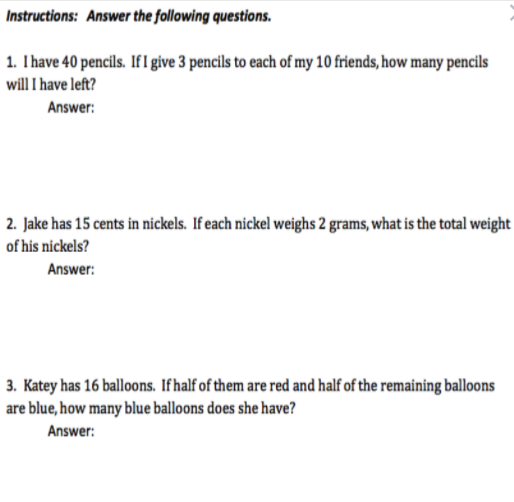 Instructions: Answer the following questions.
1. I have 40 pencils. If I give 3 pencils to each of my 10 friends, how many pencils
will I have left?
Answer:
2. Jake has 15 cents in nickels. If each nickel weighs 2 grams, what is the total weight
of his nickels?
Answer:
3. Katey has 16 balloons. If half of them are red and half of the remaining balloons
are blue, how many blue balloons does she have?
Answer: